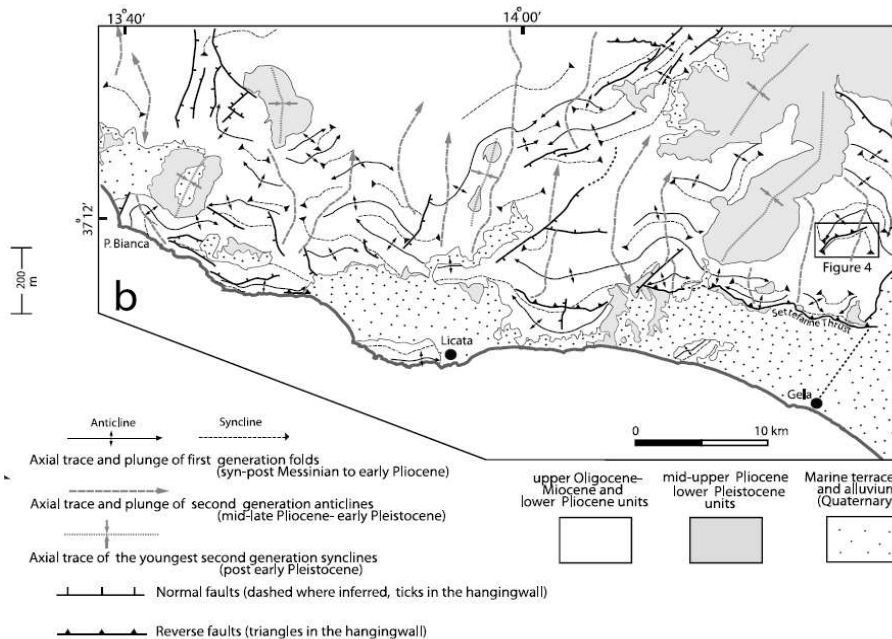 13°40'
14°00'
37°12'
P. Bianca
200
m
b
Figure 4
Settefarine Thrust
Licata
Gela
0 10 km
Anticline Syncline
Axial trace and plunge of first generation folds
(syn-post Messinian to early Pliocene)
Axial trace and plunge of second generation anticlines
(mid-late Pliocene- early Pleistocene)
Axial trace of the youngest second generation synclines
(post early Pleistocene)
Normal faults (dashed where inferred, ticks in the hangingwall)
Reverse faults (triangles in the hangingwall)
upper Oligocene-
Miocene and
lower Pliocene units
mid-upper Pliocene
lower Pleistocene
units
Marine terrace
and alluvium
(Quaternary